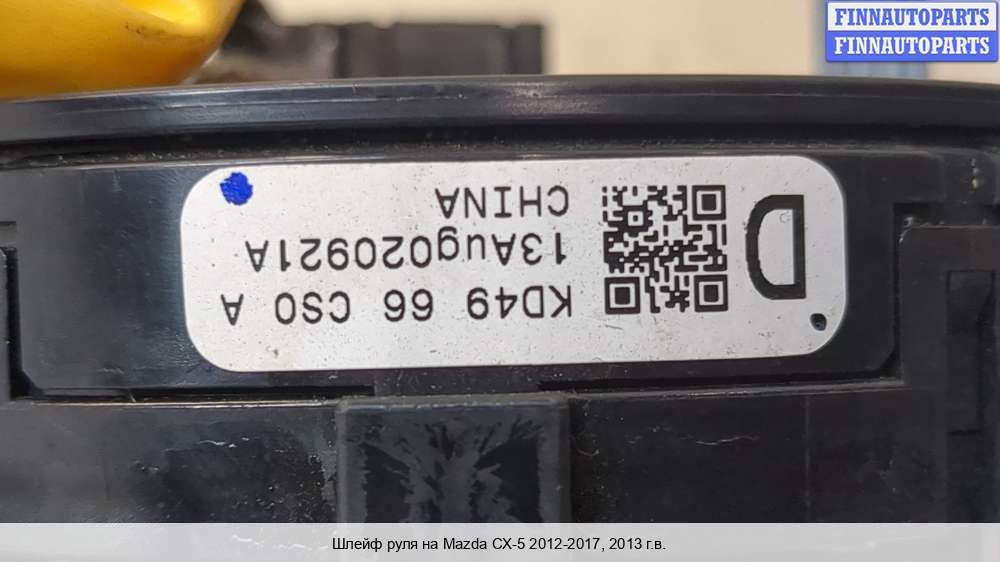 FINNAUTOPARTS
FINNAUTOPARTS
D
KD49 66 CS0 A
13Aug020921A
CHINA
Шлейф руля на Mazda CX-5 2012-2017, 2013 г.в.